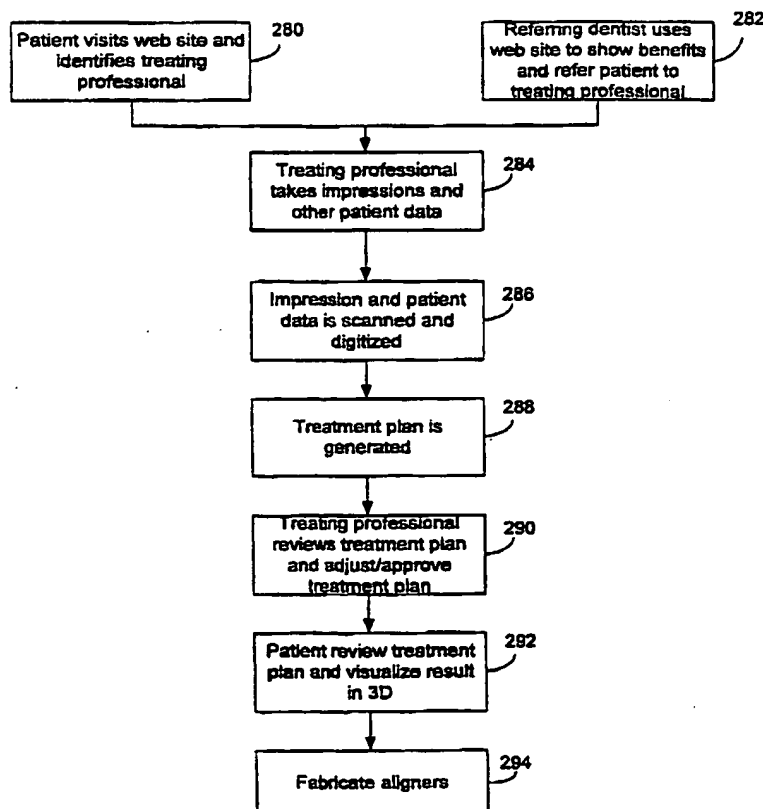 280
Patient visits web site and
identifies treating
professional
282
Referring dentist uses
web site to show benefits
and refer patient to
treating professional
284
Treating professional
takes impressions and
other patient data
286
Impression and patient
data is scanned and
digitized
288
Treatment plan is
generated
290
Treating professional
reviews treatment plan
and adjust/approve
treatment plan
292
Patient review treatment
plan and visualize result
in 3D
294
Fabricate aligners